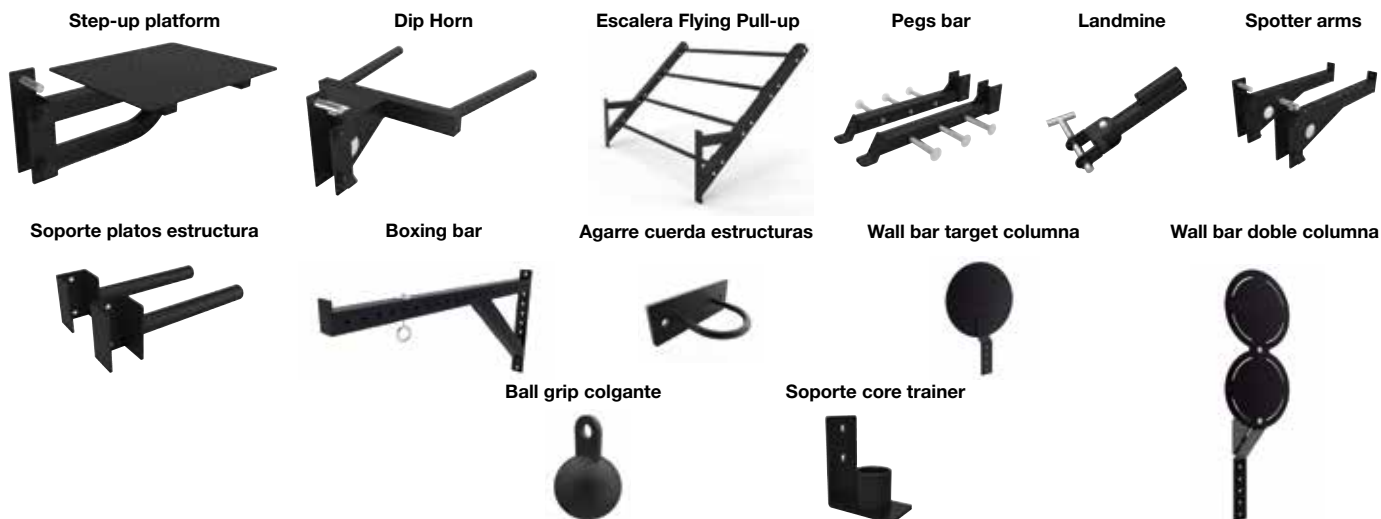 Step-up platform
Dip Horn
Escalera Flying Pull-up
Pegs bar
Landmine
Spotter arms
Soporte platos estructura
Boxing bar
Agarre cuerda estructuras
Wall bar target columna
Wall bar doble columna
Ball grip colgante
Soporte core trainer